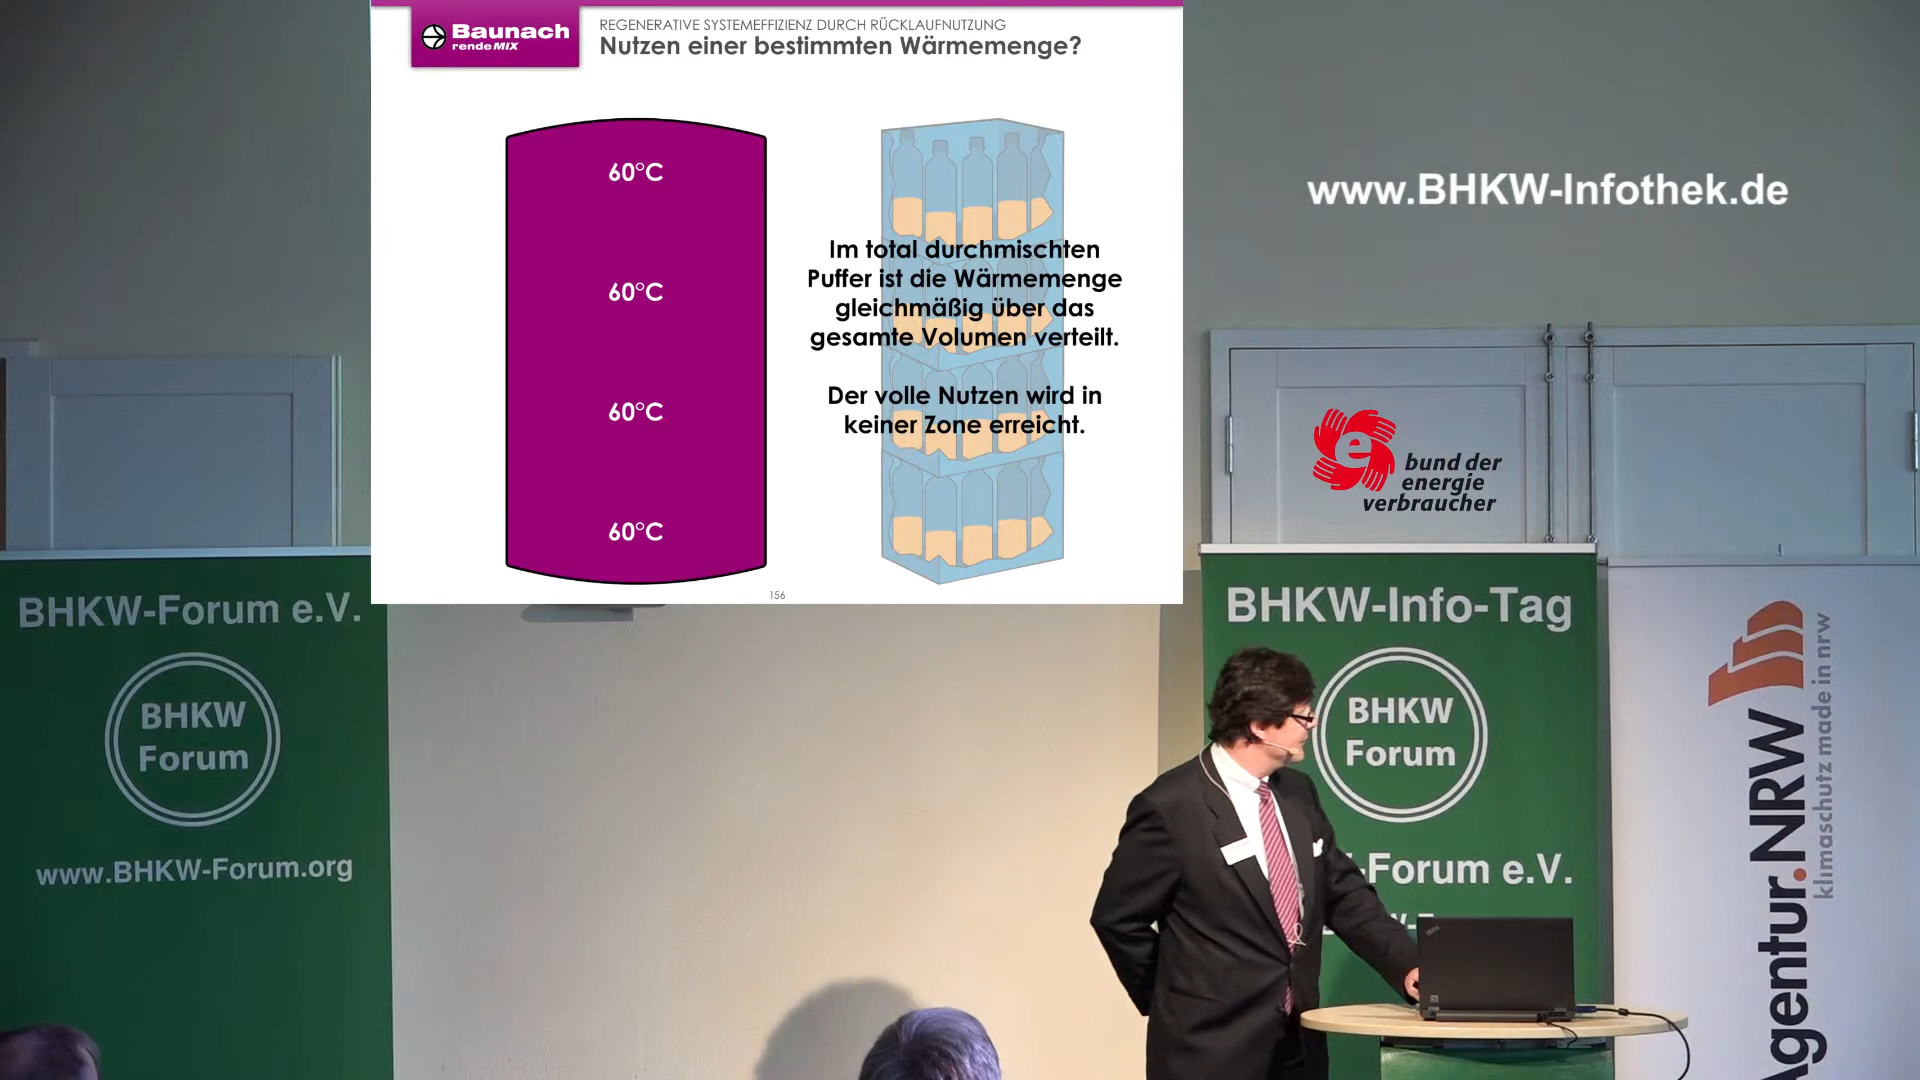 Baunach
rendeMIX
REGENERATIVE SYSTEMEFFIZIENZ DURCH RÜCKLAUFNUTZUNG
Nutzen einer bestimmten Wärmemenge?
60°C
60°C
60°C
60°C
Im total durchmischten
Puffer ist die Wärmemenge
gleichmäßig über das
gesamte Volumen verteilt.
Der volle Nutzen wird in
keiner Zone erreicht.
156
www.BHKW-Infothek.de
e
bund der
energie
verbraucher
BHKW-Forum e.V.
BHKW
Forum
www.BHKW-Forum.org
BHKW-Info-Tag
BHKW
Forum
-Forum e.V.
Agentur.NRW
klimaschutz made in nrw